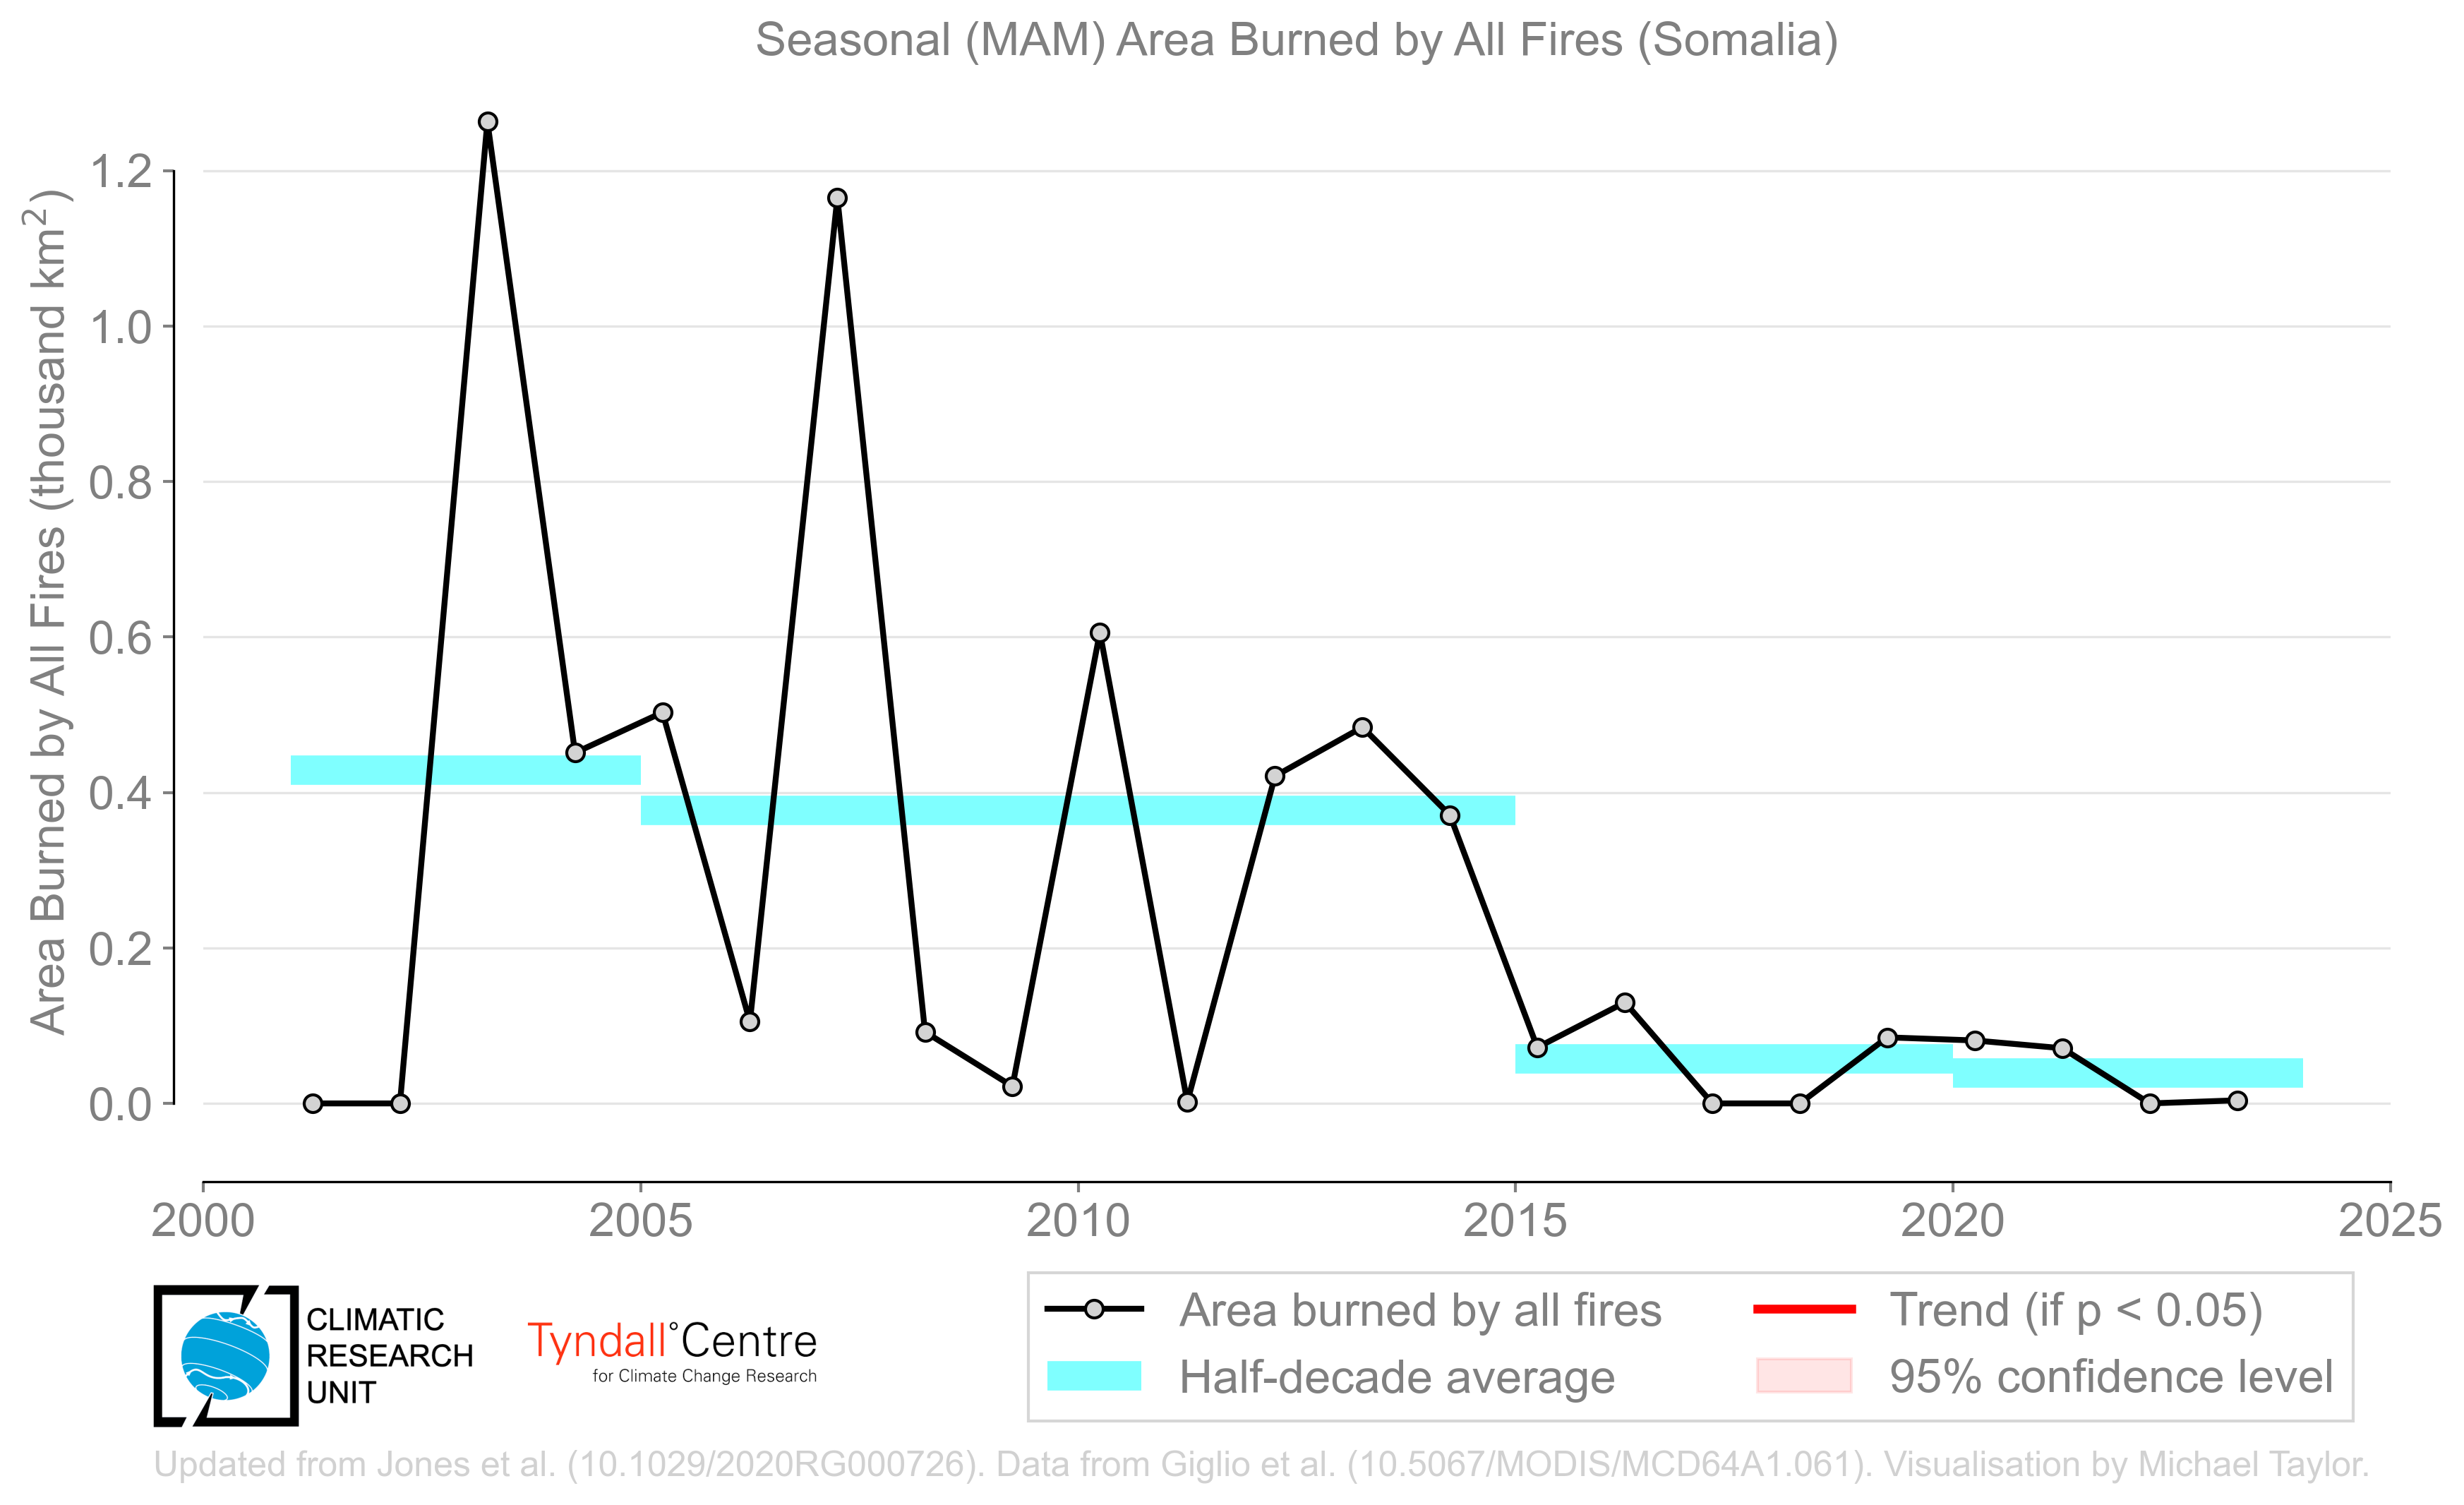 Seasonal (MAM) Area Burned by All Fires (Somalia)
Area Burned by All Fires (thousand km²)
1.2
1.0
0.8
0.6
0.4
0.2
0.0
2000 2005 2010 2015 2020 2025
CLIMATIC
RESEARCH
UNIT
Tyndall°Centre
for Climate Change Research
Area burned by all fires
Half-decade average
Trend (if p < 0.05)
95% confidence level
Updated from Jones et al. (10.1029/2020RG000726). Data from Giglio et al. (10.5067/MODIS/MCD64A1.061). Visualisation by Michael Taylor.